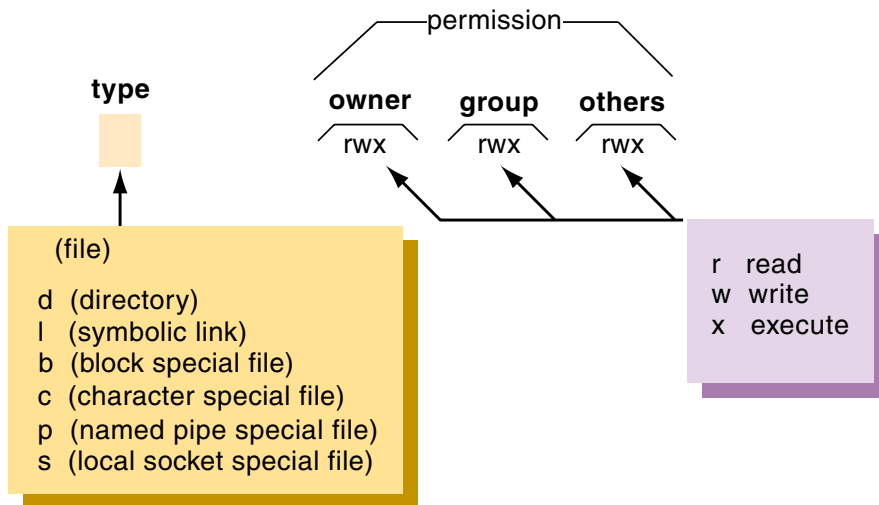 permission
type
owner group others
rwx rwx rwx
(file)
d (directory)
l (symbolic link)
b (block special file)
c (character special file)
p (named pipe special file)
s (local socket special file)
r read
w write
x execute